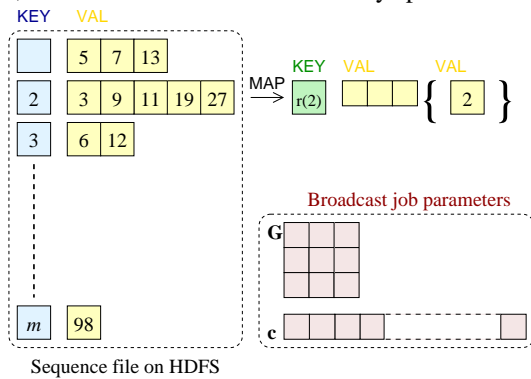 KEY VAL
5 7 13
2 3 9 11 19 27
3 6 12
m 98
Sequence file on HDFS
MAP
KEY VAL VAL
r(2) { 2 }
Broadcast job parameters
G
c